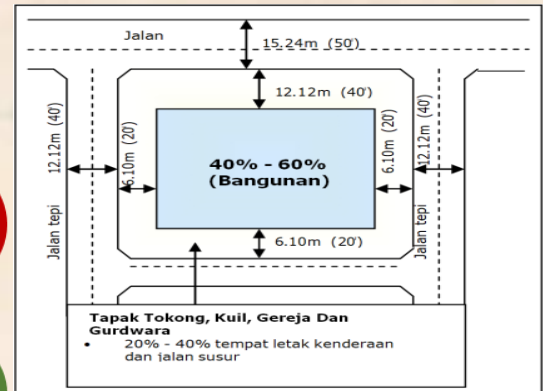 Jalan
15.24m (50')
12.12m (40')
12.12m (40')
6.10m (20')
40% - 60%
(Bangunan)
6.10m (20')
12.12m (40')
Jalan tepi
6.10m (20')
Jalan tepi
Tapak Tokong, Kuil, Gereja Dan
Gurdwara
• 20% - 40% tempat letak kenderaan
dan jalan susur